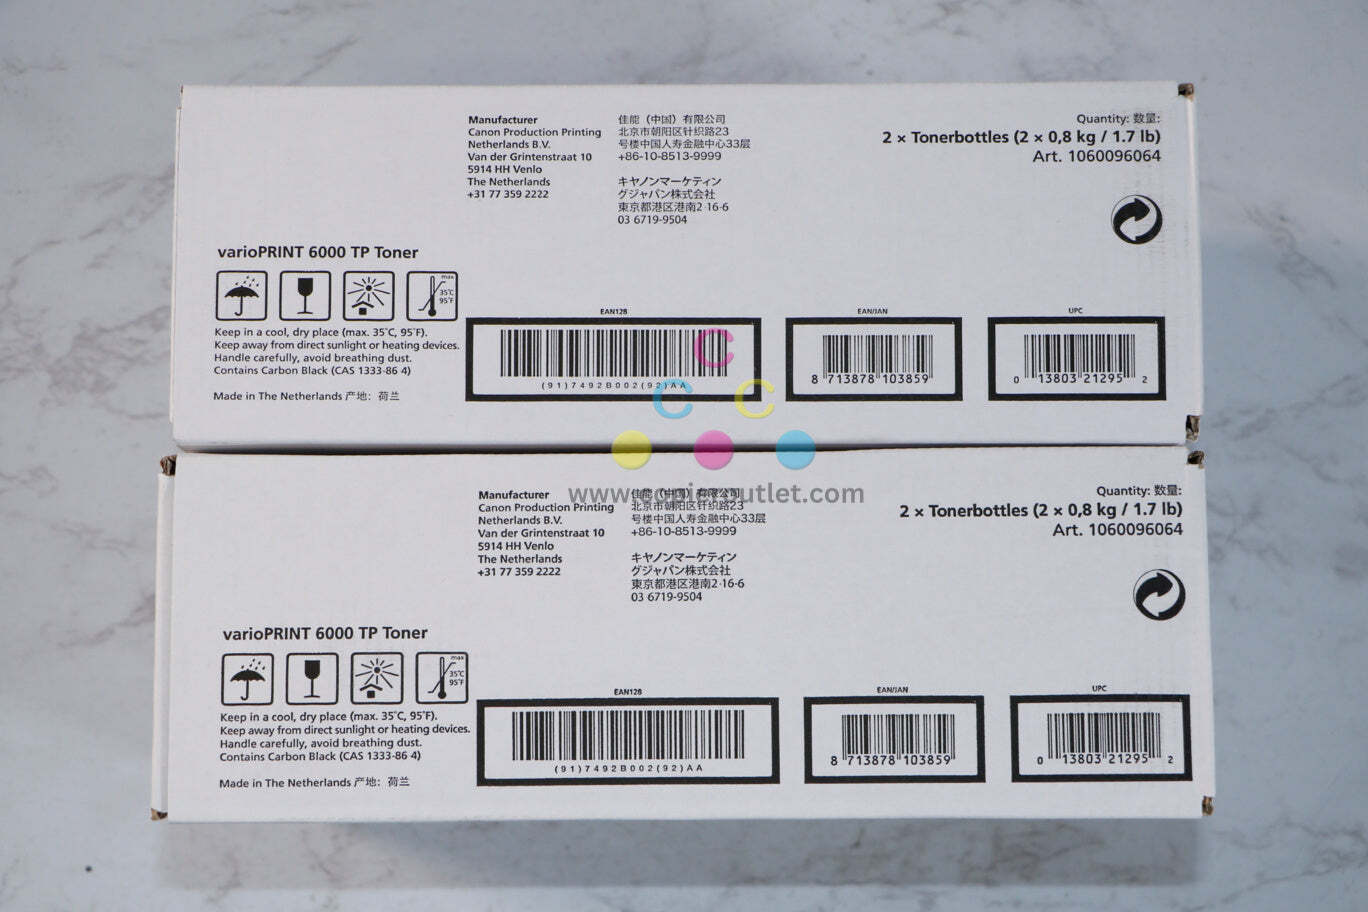 Manufacturer
Canon Production Printing
Netherlands B.V.
Van der Grintenstraat 10
5914 HH Venlo
The Netherlands
+31 77 359 2222
佳能（中国）有限公司
北京市朝阳区针织路23
号楼中国人寿金融中心33层
+86-10-8513-9999
キヤノンマーケティン
グジャパン株式会社
東京都港区港南2-16-6
03 6719-9504
Quantity: 数量:
2 × Tonerbottles (2 × 0,8 kg / 1.7 lb)
Art. 1060096064
varioPRINT 6000 TP Toner
max
35°C
95°F
Keep in a cool, dry place (max. 35°C, 95°F).
Keep away from direct sunlight or heating devices.
Handle carefully, avoid breathing dust.
Contains Carbon Black (CAS 1333-86 4)
Made in The Netherlands 产地：荷兰
EAN128
(91)7492B002(92)AA
EAN/JAN
8 713878 103859
UPC
0 13803 21295 2
C
C C
www.copieroutlet.com
Manufacturer
Canon Production Printing
Netherlands B.V.
Van der Grintenstraat 10
5914 HH Venlo
The Netherlands
+31 77 359 2222
佳能（中国）有限公司
北京市朝阳区针织路23
号楼中国人寿金融中心33层
+86-10-8513-9999
キヤノンマーケティン
グジャパン株式会社
東京都港区港南2-16-6
03 6719-9504
Quantity: 数量:
2 × Tonerbottles (2 × 0,8 kg / 1.7 lb)
Art. 1060096064
varioPRINT 6000 TP Toner
max
35°C
95°F
Keep in a cool, dry place (max. 35°C, 95°F).
Keep away from direct sunlight or heating devices.
Handle carefully, avoid breathing dust.
Contains Carbon Black (CAS 1333-86 4)
Made in The Netherlands 产地：荷兰
EAN128
(91)7492B002(92)AA
EAN/JAN
8 713878 103859
UPC
0 13803 21295 2